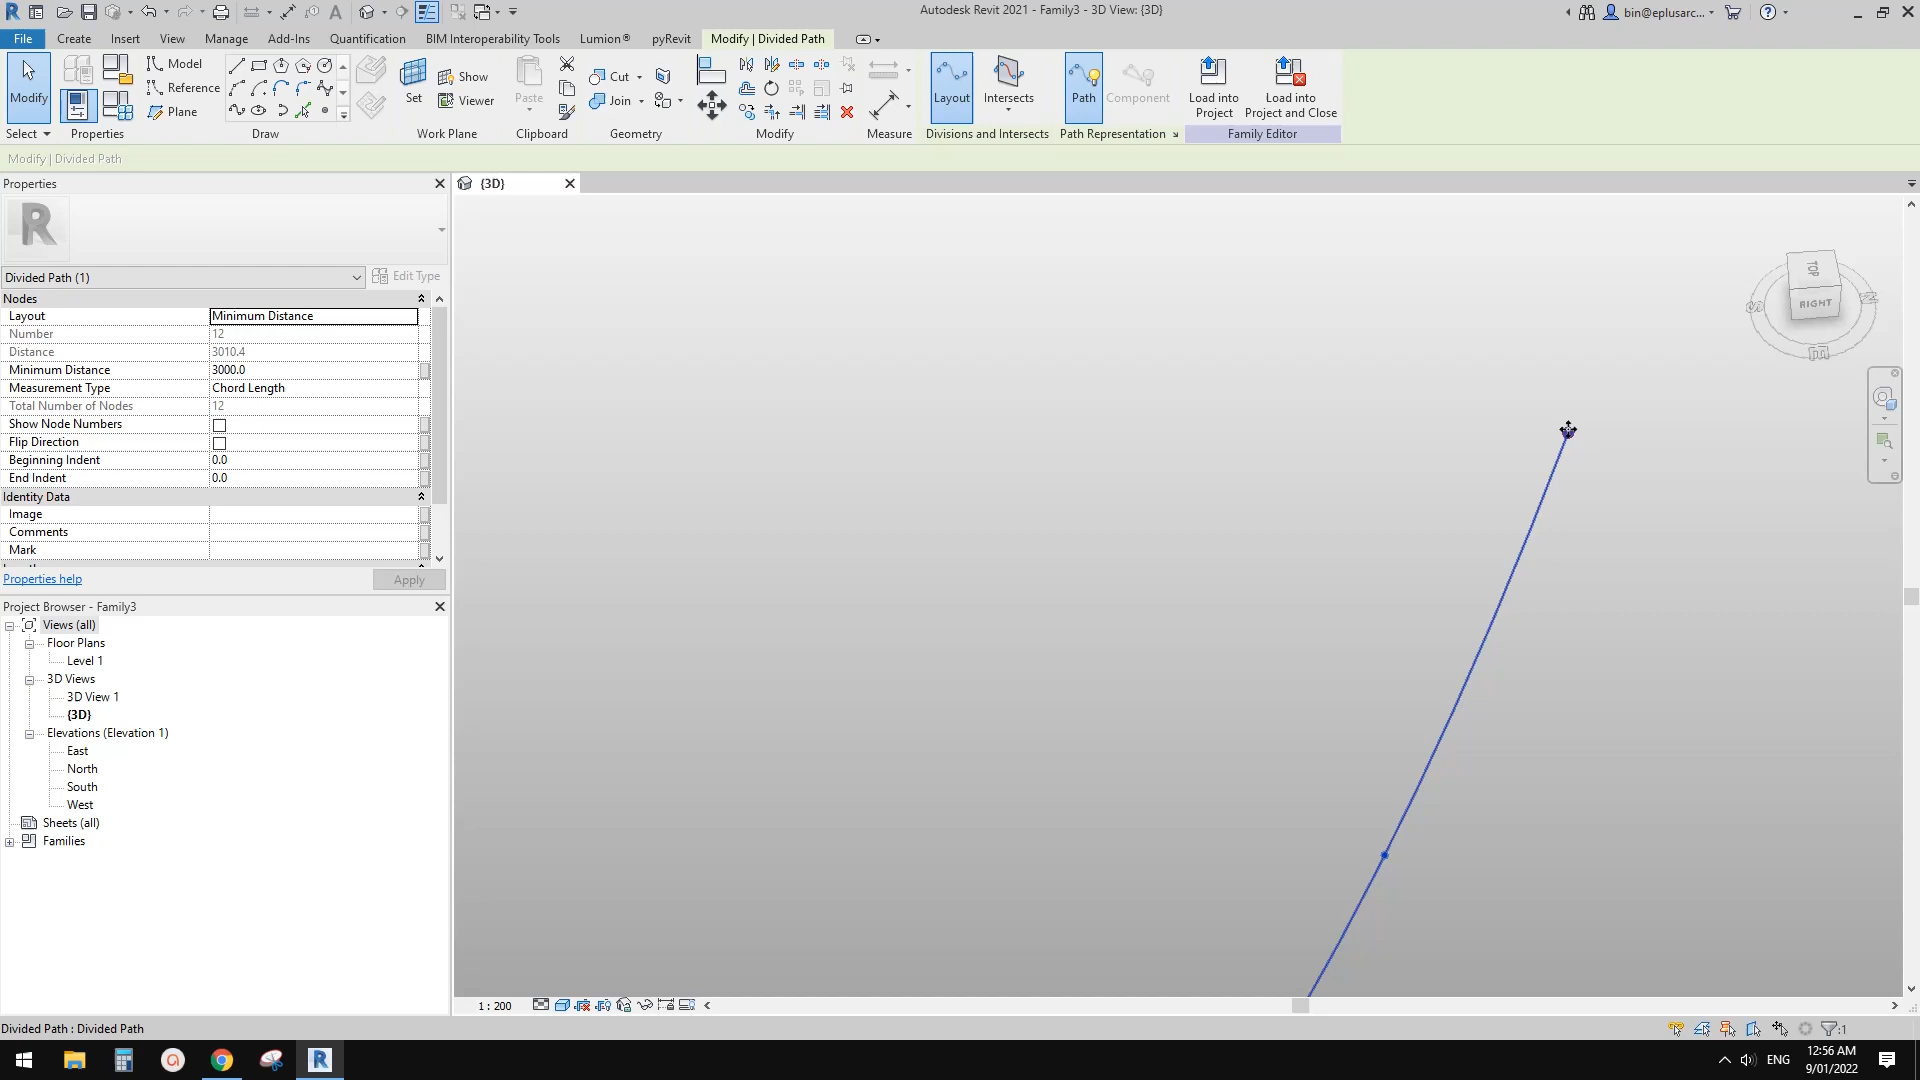 Autodesk Revit 2021 - Family3 - 3D View: {3D}
bin@eplusarc...
File Create Insert View Manage Add-Ins Quantification BIM Interoperability Tools Lumion® pyRevit Modify | Divided Path
Modify
Select
Properties
Model
Reference
Plane
Draw
Set
Show
Viewer
Work Plane
Paste
Clipboard
Cut
Join
Geometry
Modify
Measure
Layout
Intersects
Divisions and Intersects
Path
Component
Path Representation
Load into
Project
Load into
Project and Close
Family Editor
Modify | Divided Path
Properties
{3D}
R
Divided Path (1)
Edit Type
Nodes
Layout Minimum Distance
Number 12
Distance 3010.4
Minimum Distance 3000.0
Measurement Type Chord Length
Total Number of Nodes 12
Show Node Numbers
Flip Direction
Beginning Indent 0.0
End Indent 0.0
Identity Data
Image
Comments
Mark
Properties help
Apply
Project Browser - Family3
Views (all)
Floor Plans
Level 1
3D Views
3D View 1
{3D}
Elevations (Elevation 1)
East
North
South
West
Sheets (all)
Families
TOP
RIGHT
S
N
E
1 : 200
Divided Path : Divided Path
:1
ENG
12:56 AM
9/01/2022